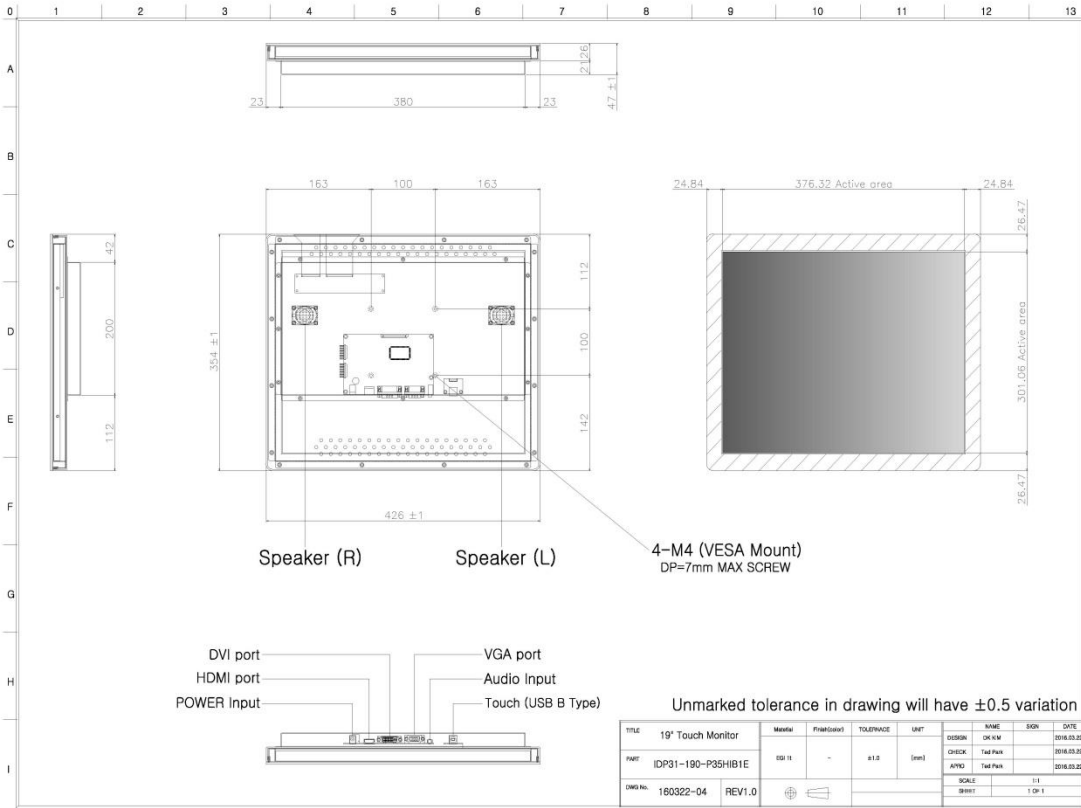 0 1 2 3 4 5 6 7 8 9 10 11 12 13
A
B
C
D
E
F
G
H
I
26
21
47 ±1
23 380 23
163 100 163
42
200
112
354 ±1
112
100
142
426 ±1
24.84 376.32 Active area 24.84
26.47
301.06 Active area
26.47
Speaker (R)
Speaker (L)
4-M4 (VESA Mount)
DP=7mm MAX SCREW
DVI port
HDMI port
POWER Input
VGA port
Audio Input
Touch (USB B Type)
Unmarked tolerance in drawing will have ±0.5 variation
TITLE 19" Touch Monitor Material Finish(color) UNIT NAME SIGN DATE
DESIGN
CHECK Ted Park
PART IDP31-190-P35HIB1E - ±1.0 [mm]
APRO Ted Park
DWG No. 160322-04 REV1.0
SCALE 1:1
1 OF 1